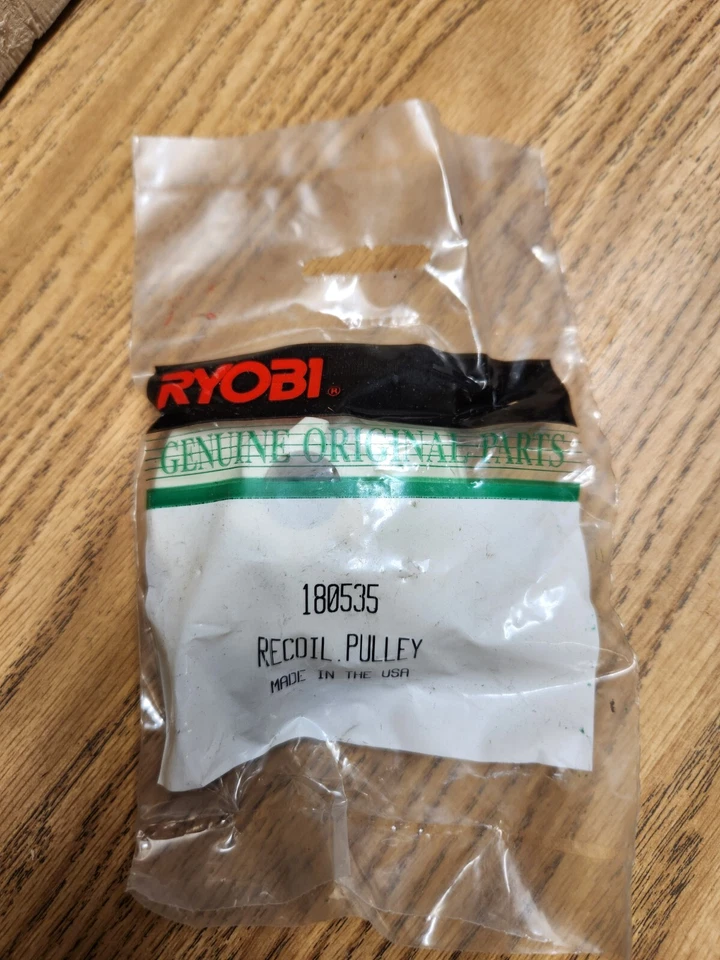 RYOBI®
GENUINE ORIGINAL PARTS
180535
RECOIL.PULLEY
MADE IN THE USA